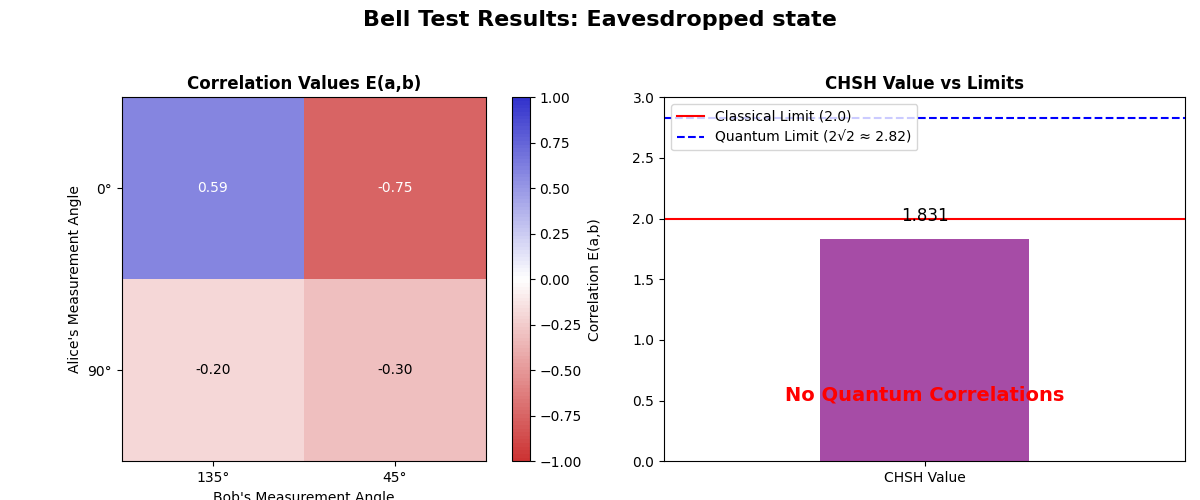 Bell Test Results: Eavesdropped state
Correlation Values E(a,b)
Alice's Measurement Angle
0°
90°
0.59
-0.75
-0.20
-0.30
135°
45°
Bob's Measurement Angle
1.00
0.75
0.50
0.25
0.00
−0.25
−0.50
−0.75
−1.00
Correlation E(a,b)
CHSH Value vs Limits
3.0
2.5
2.0
1.5
1.0
0.5
0.0
Classical Limit (2.0)
Quantum Limit (2√2 ≈ 2.82)
1.831
No Quantum Correlations
CHSH Value